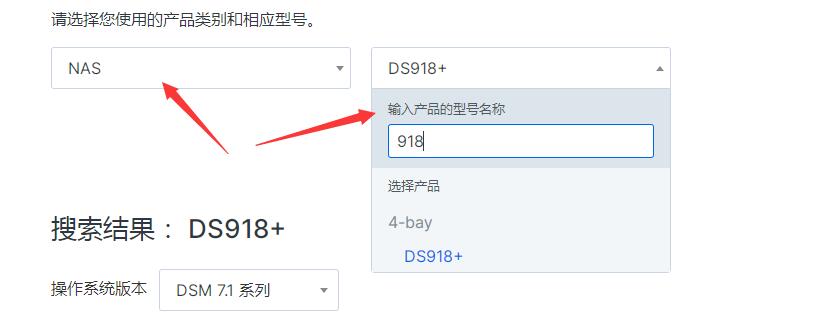 请选择您使用的产品类别和相应型号。
NAS
DS918+
输入产品的型号名称
918
选择产品
4-bay
DS918+
搜索结果： DS918+
操作系统版本 DSM 7.1 系列